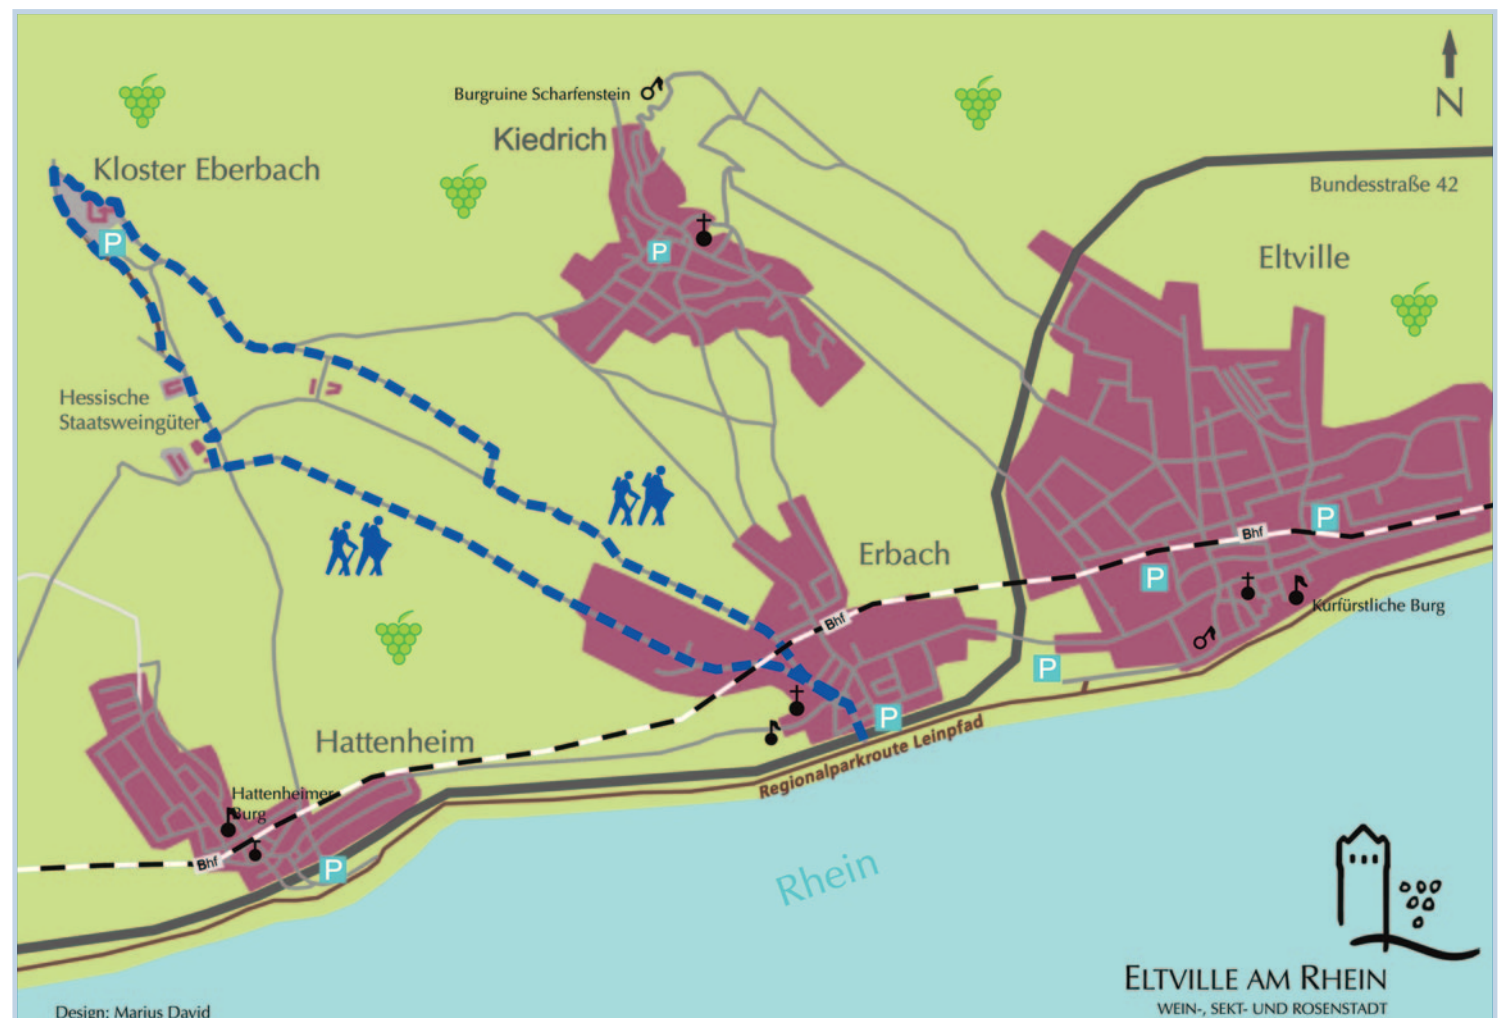 Burgruine Scharfenstein
Kiedrich
N
Kloster Eberbach
Bundesstraße 42
P
P
Eltville
Hessische
Staatsweingüter
P
Bhf
Erbach
P
Kurfürstliche Burg
Bhf
P
P
Regionalparkroute Leinpfad
Hattenheim
Hattenheimer
Burg
Bhf
P
Rhein
ELTVILLE AM RHEIN
WEIN-, SEKT- UND ROSENSTADT
Design: Marius David